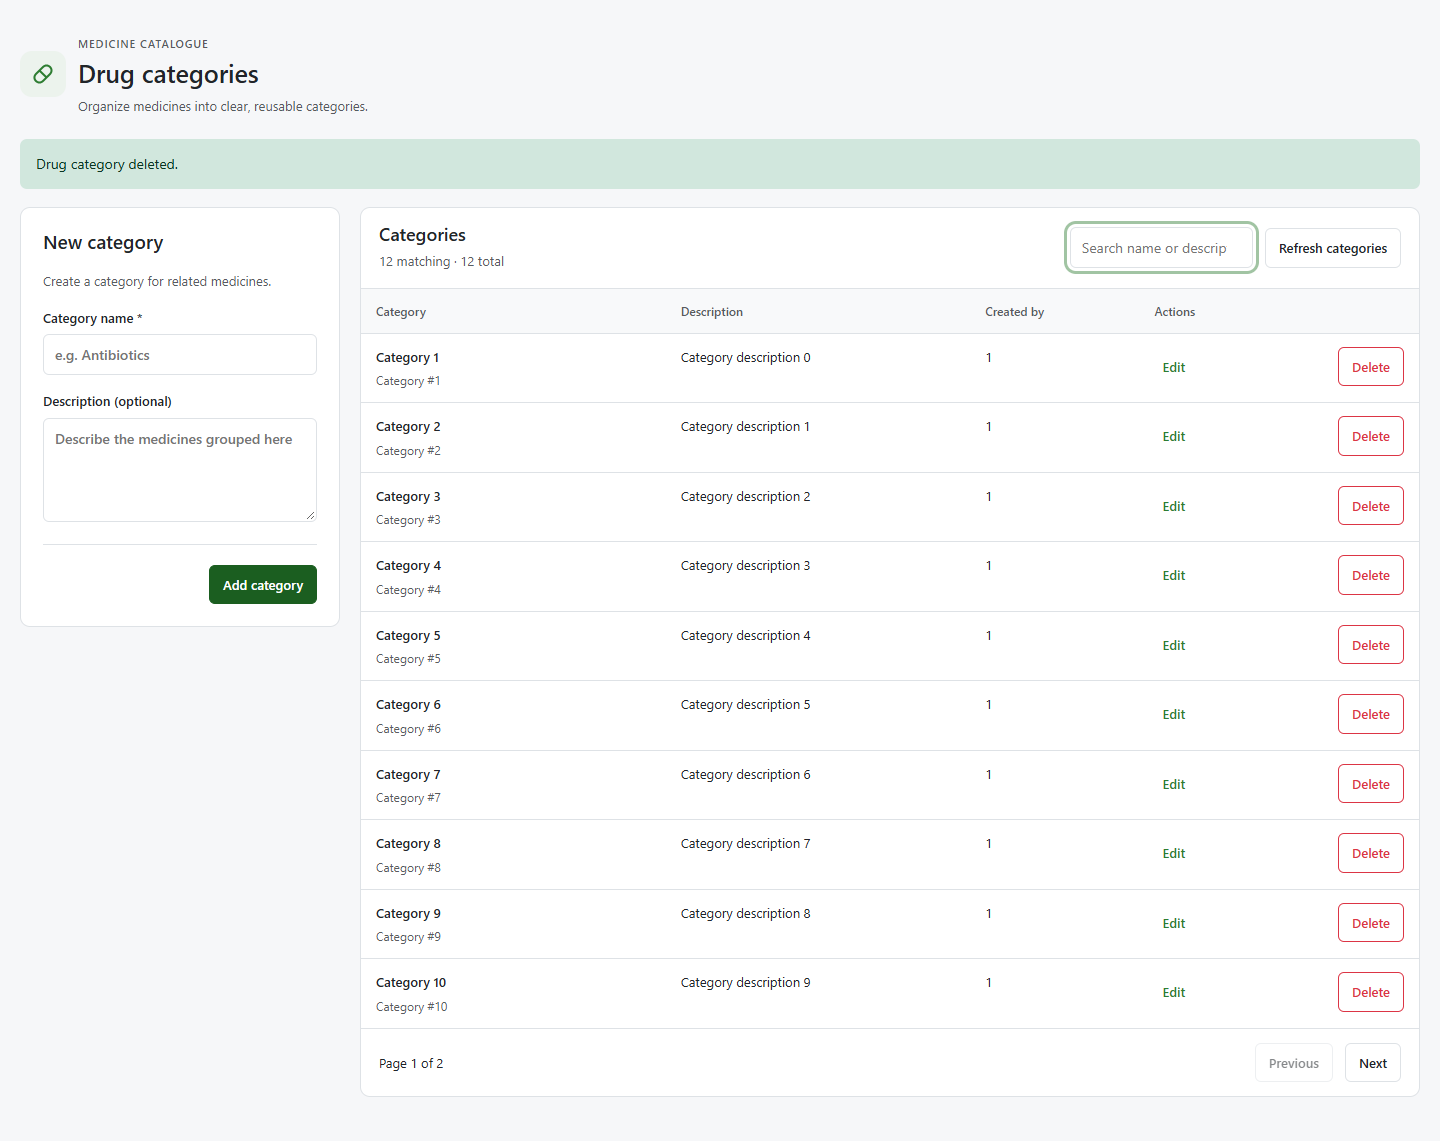 MEDICINE CATALOGUE
Drug categories
Organize medicines into clear, reusable categories.
Drug category deleted.
New category
Create a category for related medicines.
Category name *
e.g. Antibiotics
Description (optional)
Describe the medicines grouped here
Add category
Categories
12 matching · 12 total
Search name or descrip
Refresh categories
Category Description Created by Actions
Category 1 Category description 0 1 Edit Delete
Category #1
Category 2 Category description 1 1 Edit Delete
Category #2
Category 3 Category description 2 1 Edit Delete
Category #3
Category 4 Category description 3 1 Edit Delete
Category #4
Category 5 Category description 4 1 Edit Delete
Category #5
Category 6 Category description 5 1 Edit Delete
Category #6
Category 7 Category description 6 1 Edit Delete
Category #7
Category 8 Category description 7 1 Edit Delete
Category #8
Category 9 Category description 8 1 Edit Delete
Category #9
Category 10 Category description 9 1 Edit Delete
Category #10
Page 1 of 2 Previous Next